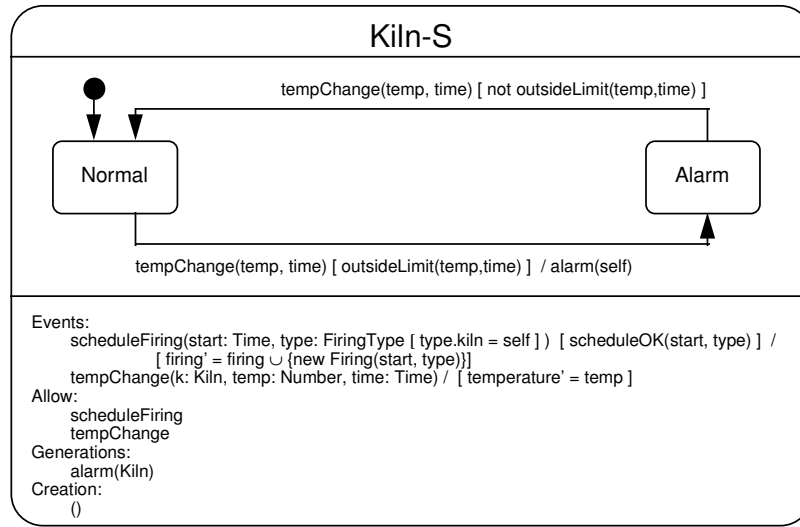 Kiln-S
tempChange(temp, time) [ not outsideLimit(temp,time) ]
Normal
Alarm
tempChange(temp, time) [ outsideLimit(temp,time) ]  / alarm(self)
Events:
scheduleFiring(start: Time, type: FiringType [ type.kiln = self ] )  [ scheduleOK(start, type) ]  /
[ firing’ = firing ∪ {new Firing(start, type)}]
tempChange(k: Kiln, temp: Number, time: Time) /  [ temperature’ = temp ]
Allow:
scheduleFiring
tempChange
Generations:
alarm(Kiln)
Creation:
()